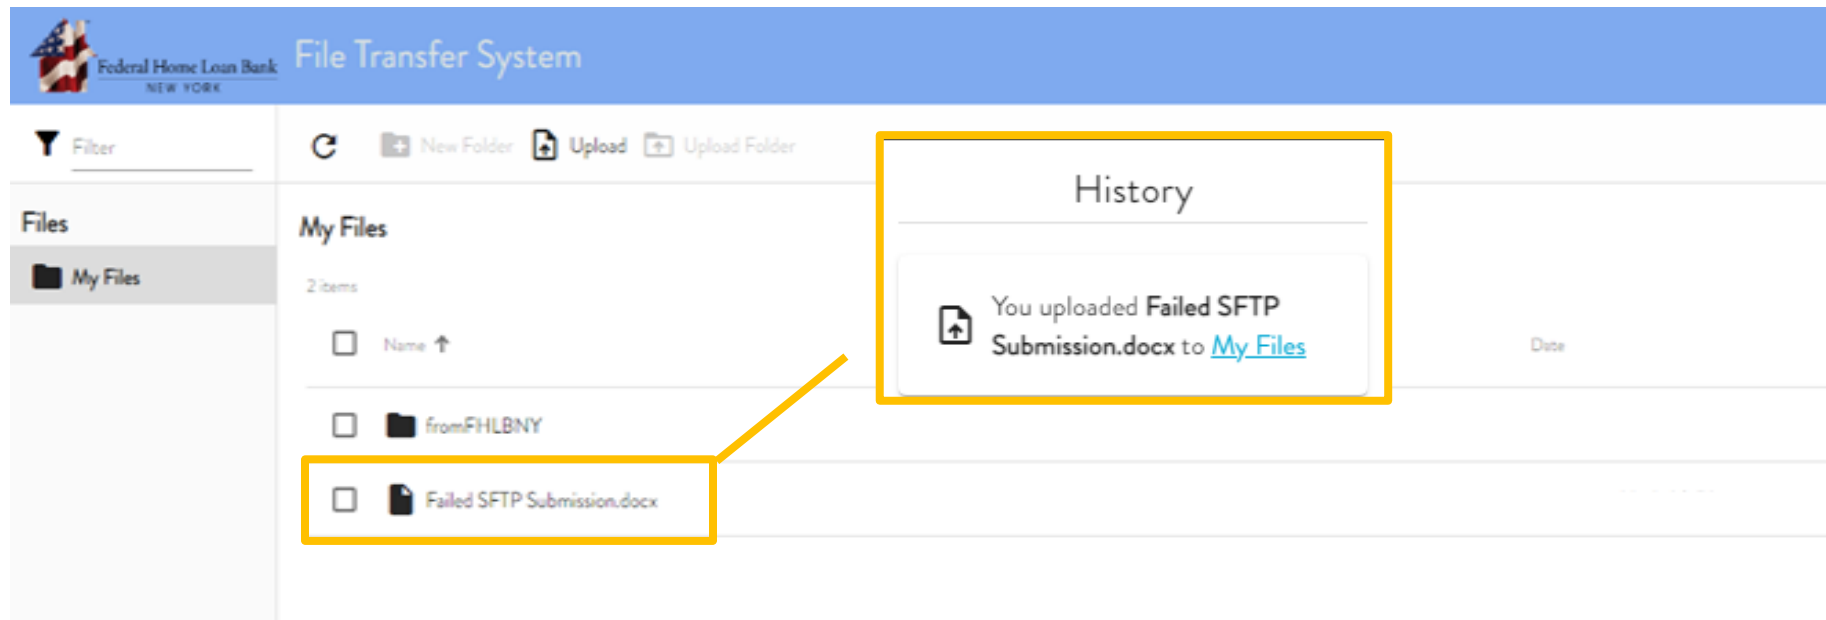 Federal Home Loan Bank
NEW YORK
File Transfer System
Filter
New Folder
Upload
Upload Folder
Files
My Files
My Files
2 items
Name
Date
fromFHLBNY
Failed SFTP Submission.docx
History
You uploaded Failed SFTP
Submission.docx to My Files